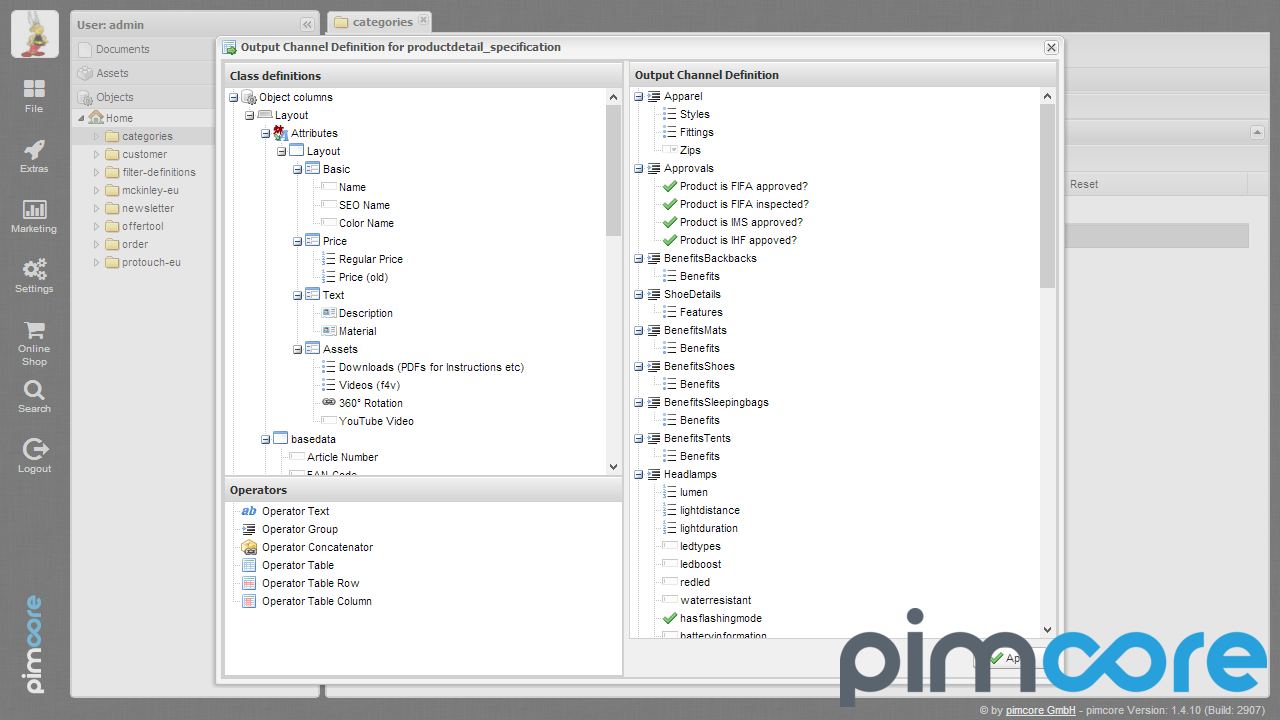 User: admin
categories
File
Extras
Marketing
Settings
Online
Shop
Search
Logout
pimcore
Documents
Assets
Objects
Home
categories
customer
filter-definitions
mckinley-eu
newsletter
offertool
order
protouch-eu
Output Channel Definition for productdetail_specification
Class definitions
Object columns
Layout
Attributes
Layout
Basic
Name
SEO Name
Color Name
Price
Regular Price
Price (old)
Text
Description
Material
Assets
Downloads (PDFs for Instructions etc)
Videos (f4v)
360° Rotation
YouTube Video
basedata
Article Number
EAN-Code
Operators
ab Operator Text
Operator Group
Operator Concatenator
Operator Table
Operator Table Row
Operator Table Column
Output Channel Definition
Apparel
Styles
Fittings
Zips
Approvals
Product is FIFA approved?
Product is FIFA inspected?
Product is IMS approved?
Product is IHF appoved?
BenefitsBackbacks
Benefits
ShoeDetails
Features
BenefitsMats
Benefits
BenefitsShoes
Benefits
BenefitsSleepingbags
Benefits
BenefitsTents
Benefits
Headlamps
lumen
lightdistance
lightduration
ledtypes
ledboost
redled
waterresistant
hasflashingmode
batteryinformation
Reset
pimcore
© by pimcore GmbH - pimcore Version: 1.4.10 (Build: 2907)